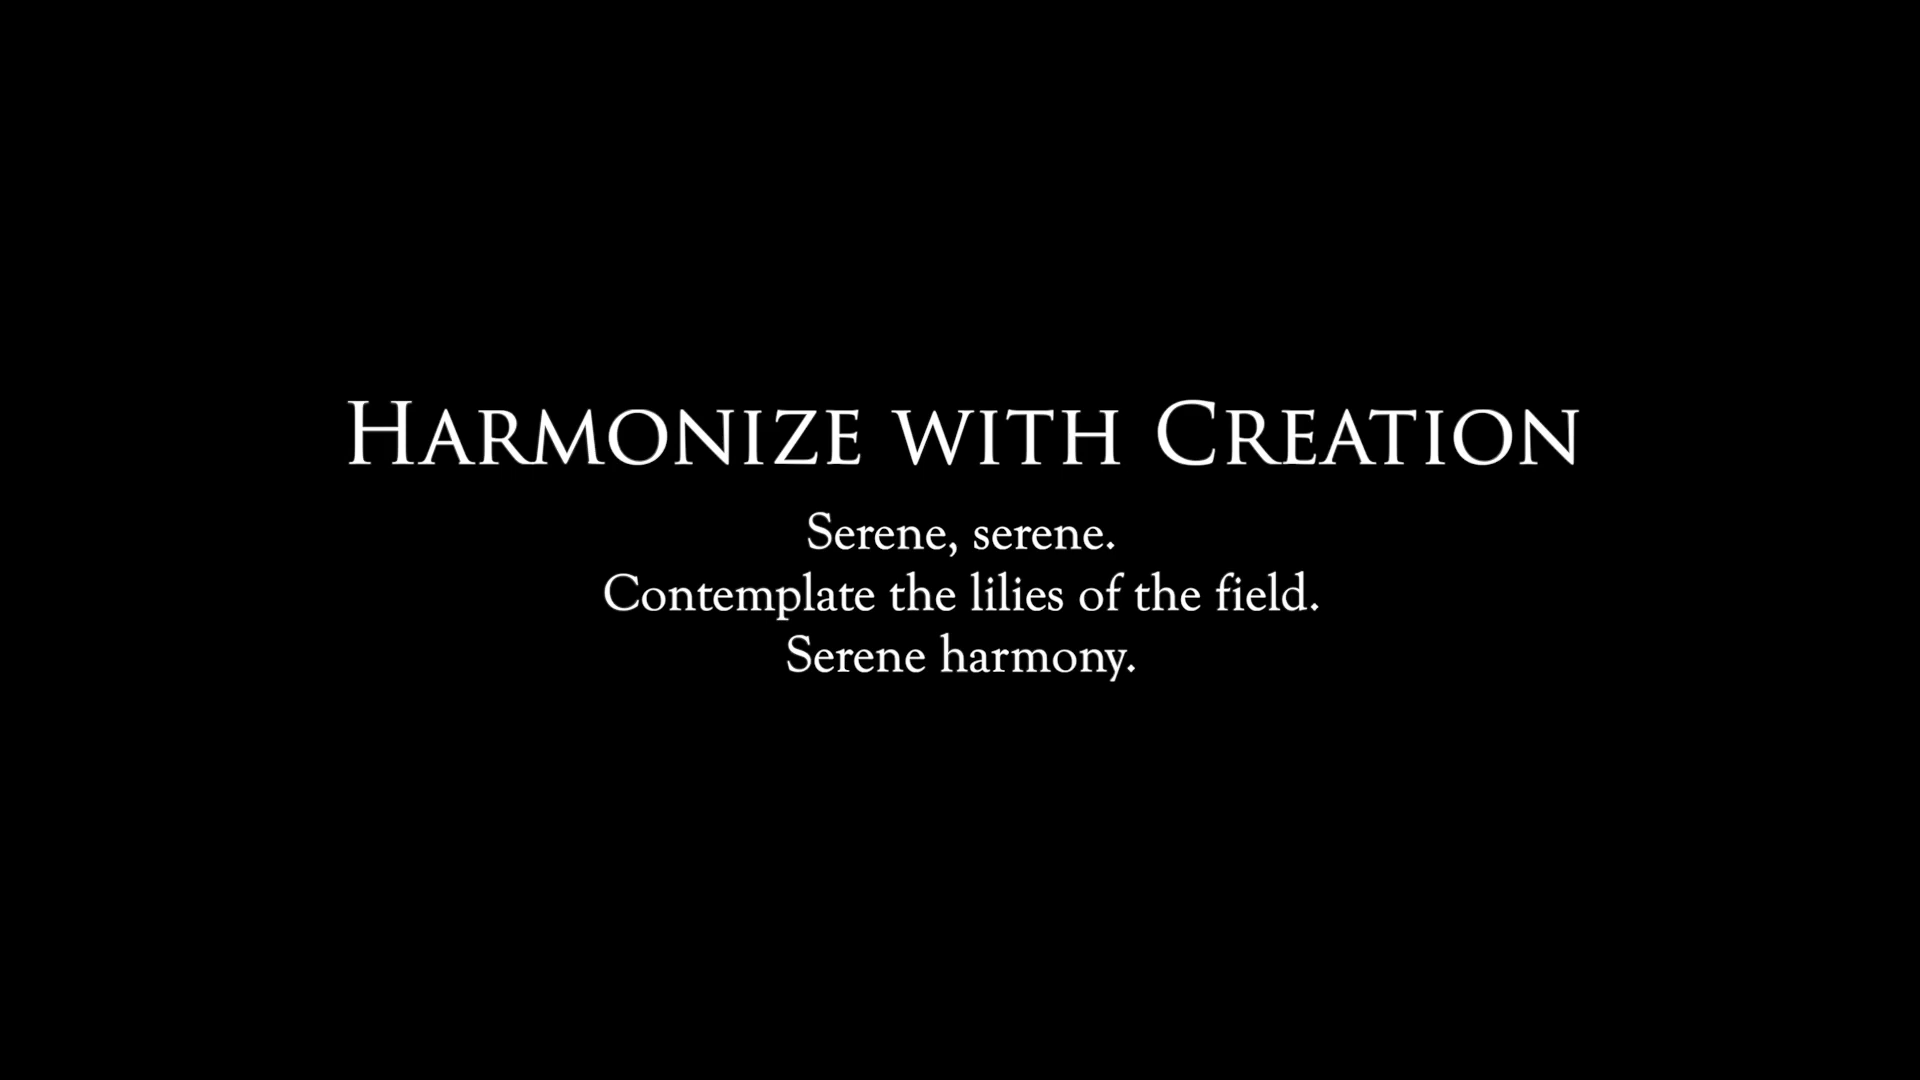 Harmonize with Creation
Serene, serene.
Contemplate the lilies of the field.
Serene harmony.